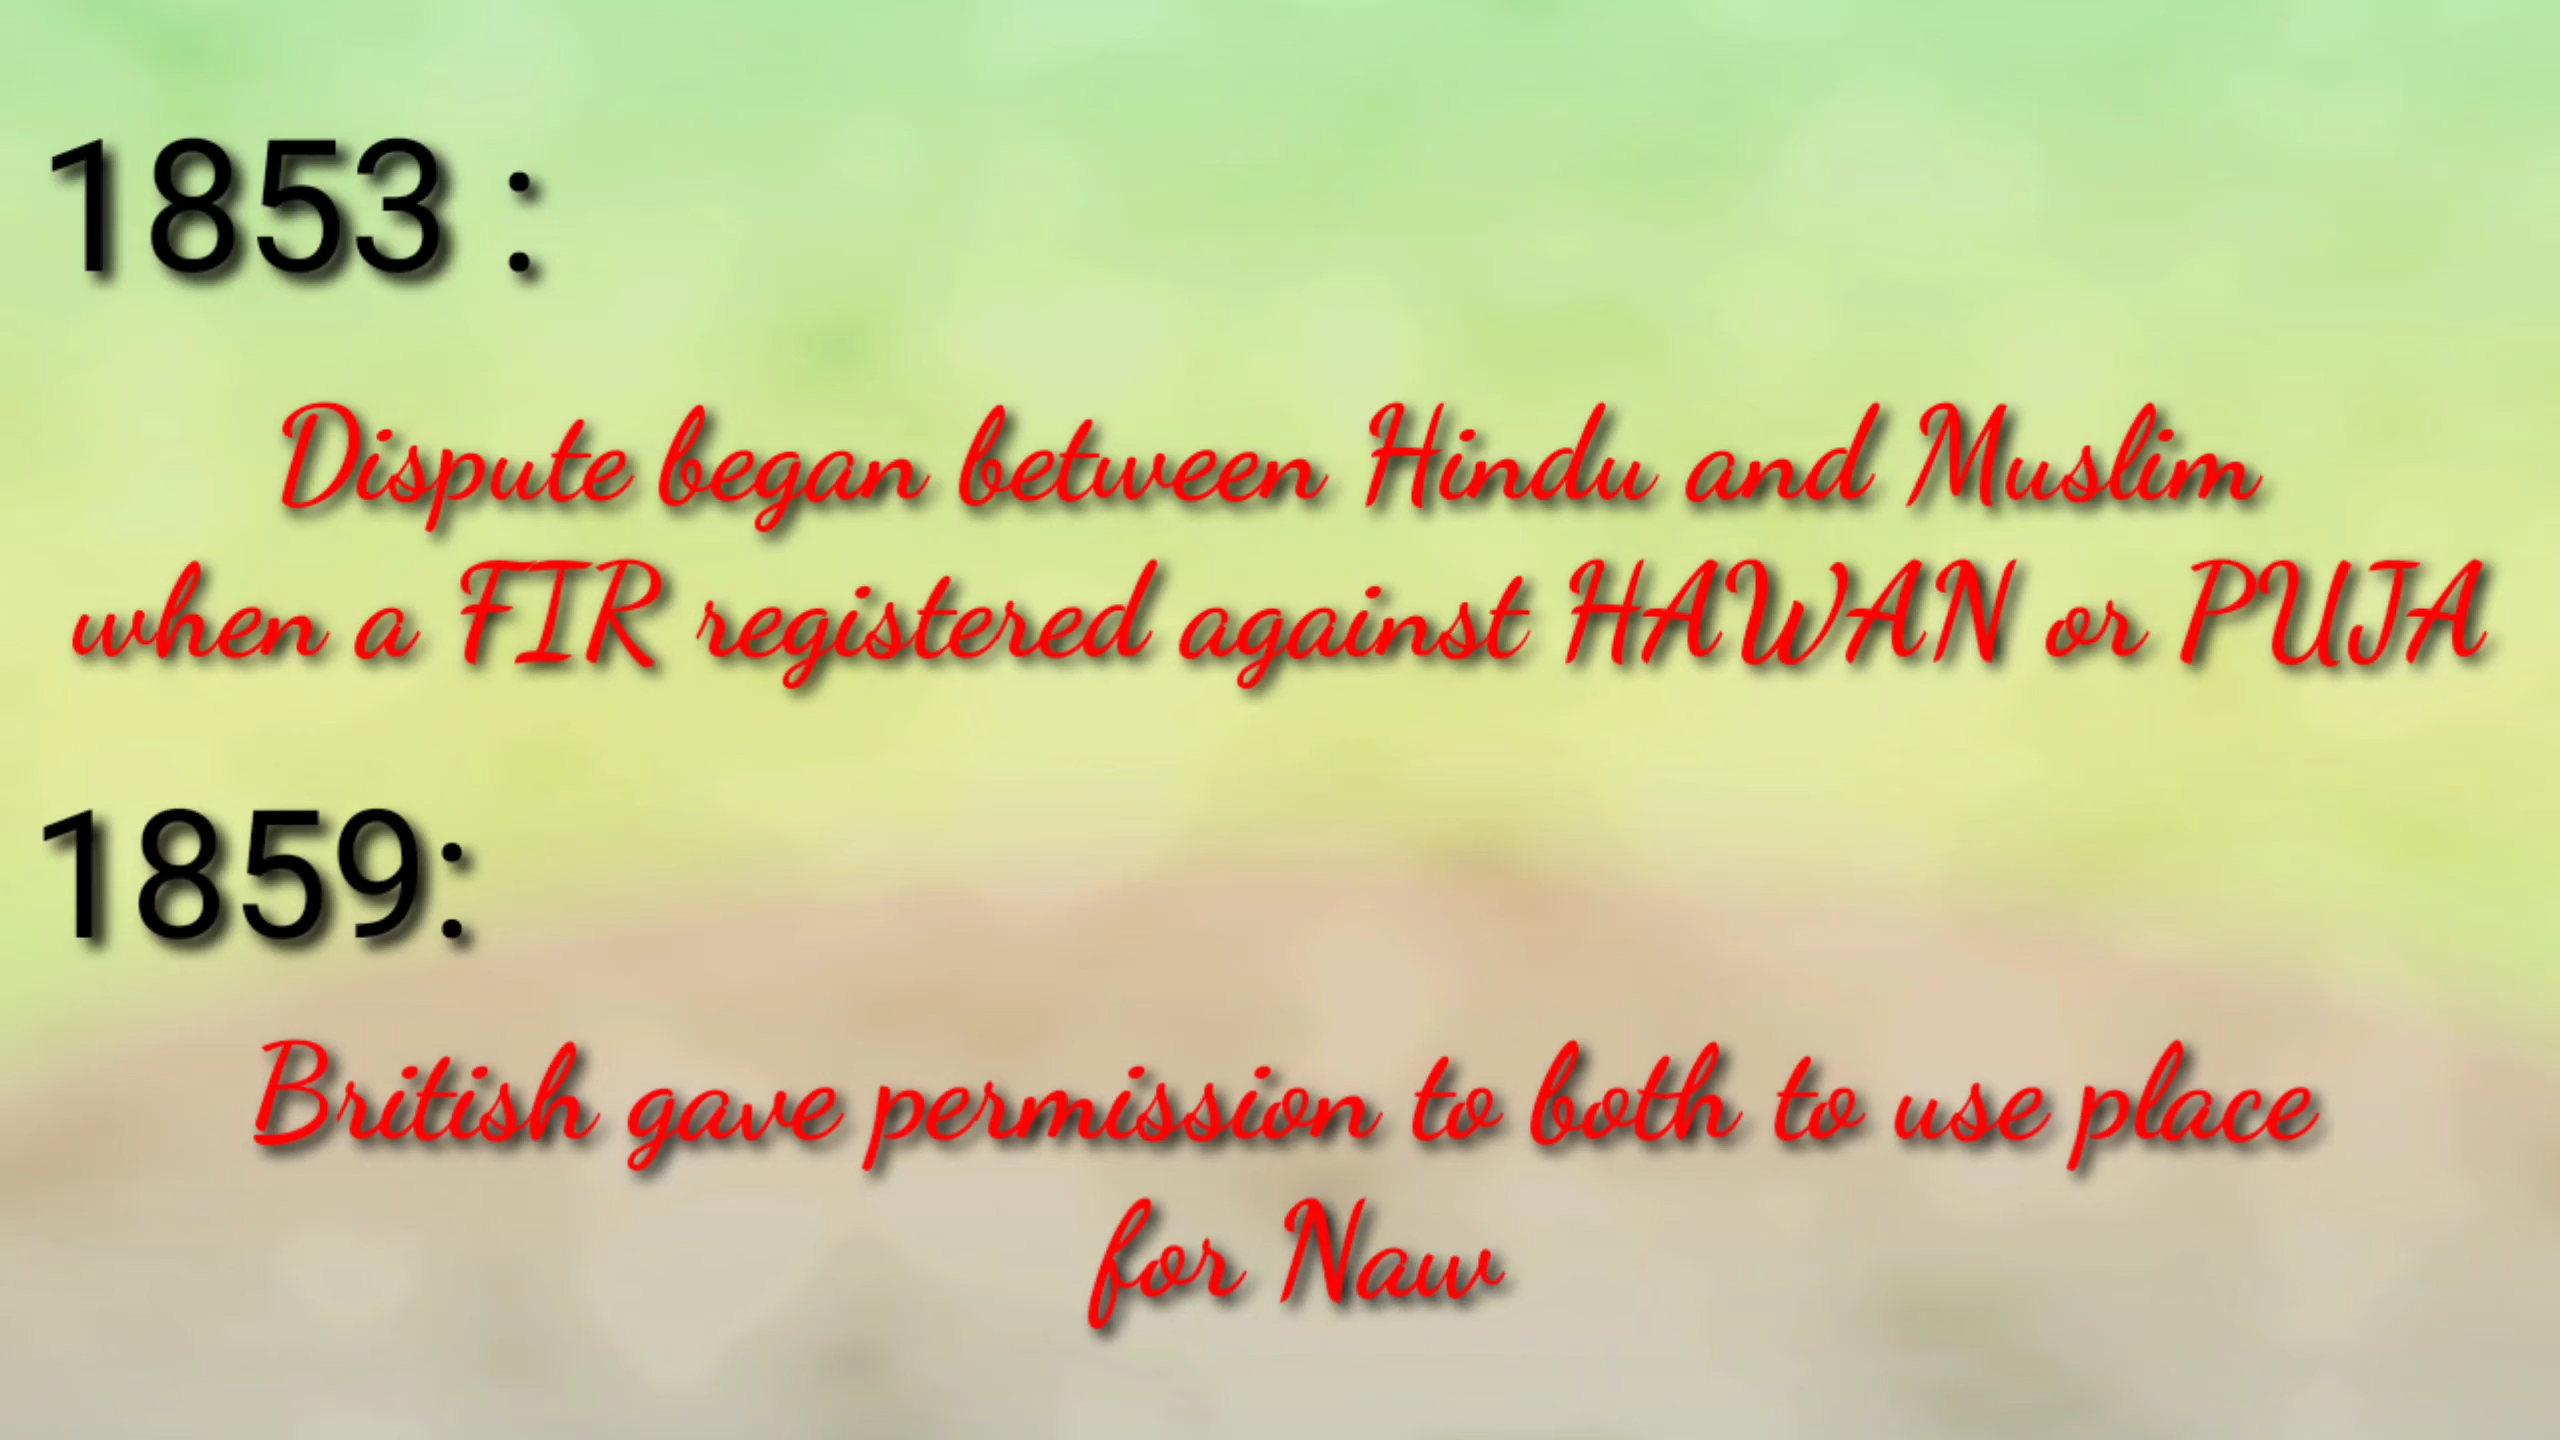 1853 :
Dispute began between Hindu and Muslim
when a FIR registered against HAWAN or PUJA
1859:
British gave permission to both to use place
for Naw